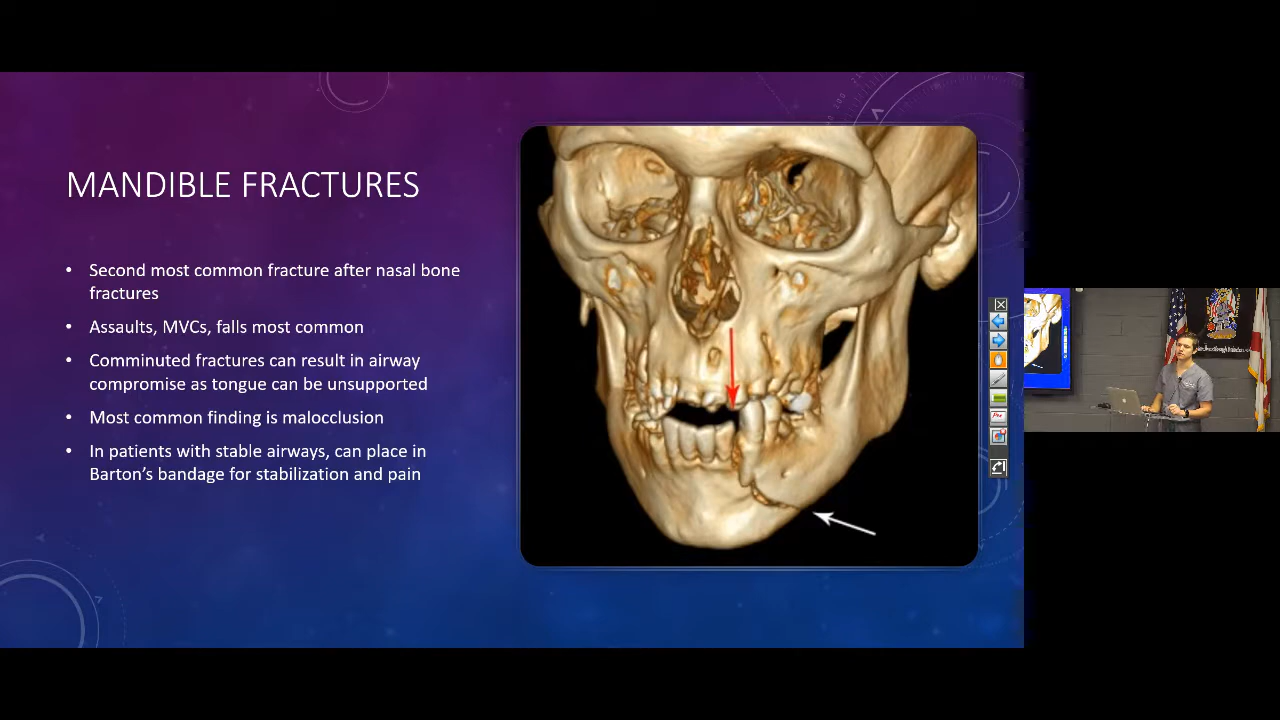 MANDIBLE FRACTURES
• Second most common fracture after nasal bone
fractures
• Assaults, MVCs, falls most common
• Comminuted fractures can result in airway
compromise as tongue can be unsupported
• Most common finding is malocclusion
• In patients with stable airways, can place in
Barton's bandage for stabilization and pain